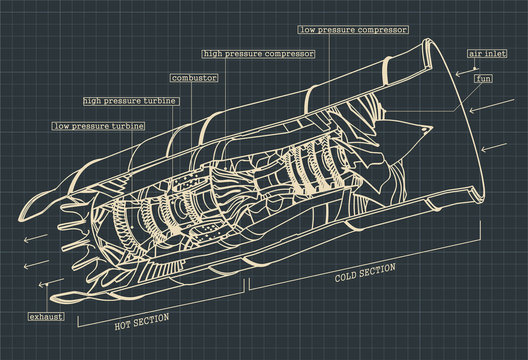 low pressure compressor
high pressure compressor
air inlet
fun
combustor
high pressure turbine
low pressure turbine
exhaust
HOT SECTION
COLD SECTION